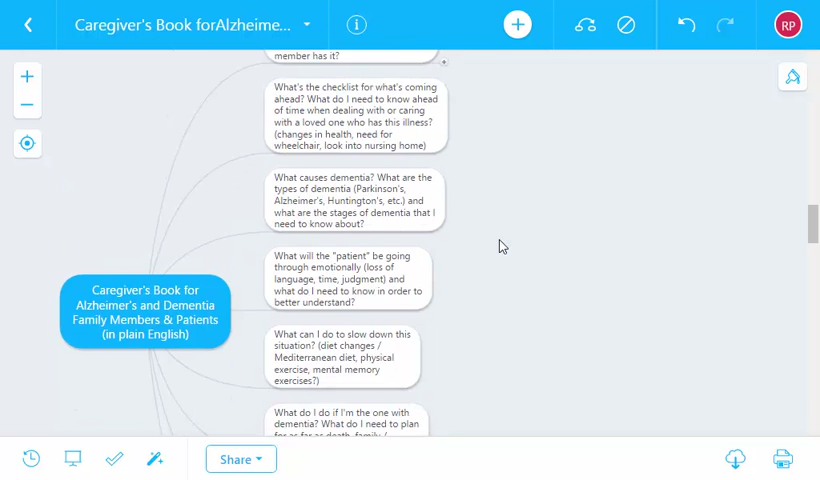 Caregiver's Book forAlzheime...
RP
member has it?
What's the checklist for what's coming
ahead? What do I need to know ahead
of time when dealing with or caring
with a loved one who has this illness?
(changes in health, need for
wheelchair, look into nursing home)
What causes dementia? What are the
types of dementia (Parkinson's,
Alzheimer's, Huntington's, etc.) and
what are the stages of dementia that I
need to know about?
What will the "patient" be going
through emotionally (loss of
language, time, judgment) and
what do I need to know in order to
better understand?
Caregiver's Book for
Alzheimer's and Dementia
Family Members & Patients
(in plain English)
What can I do to slow down this
situation? (diet changes /
Mediterranean diet, physical
exercise, mental memory
exercises?)
What do I do if I'm the one with
dementia? What do I need to plan
for as far as death, family /
Share